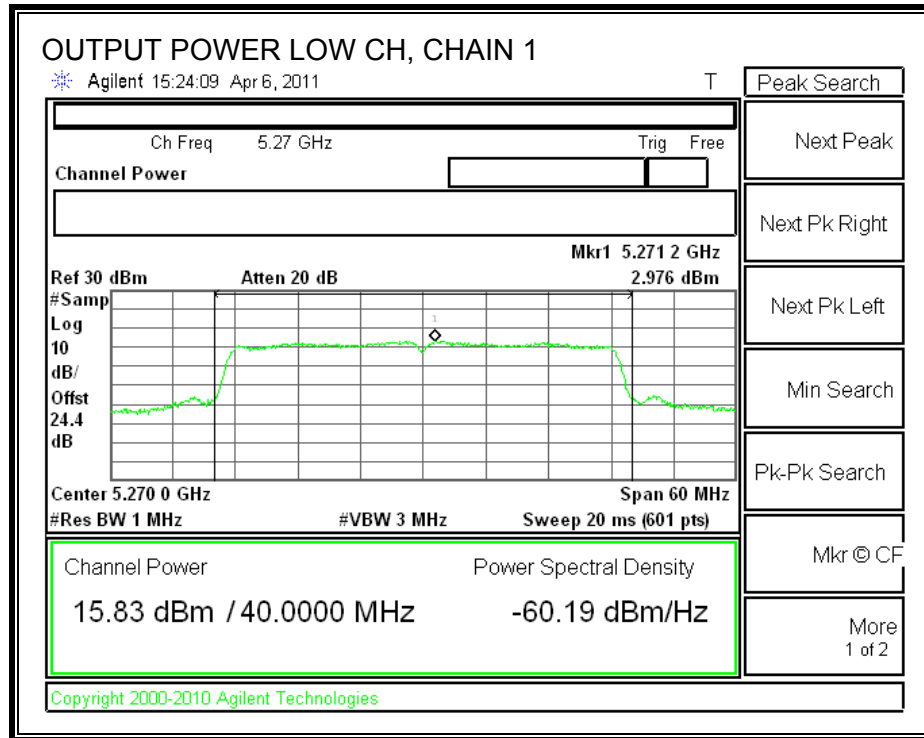 OUTPUT POWER LOW CH, CHAIN 1
Agilent 15:24:09 Apr 6, 2011 T
Peak Search
Ch Freq 5.27 GHz Trig Free
Channel Power
Mkr1 5.271 2 GHz
Ref 30 dBm Atten 20 dB 2.976 dBm
#Samp
Log
10
dB/
Offst
24.4
dB
1
Center 5.270 0 GHz Span 60 MHz
#Res BW 1 MHz #VBW 3 MHz Sweep 20 ms (601 pts)
Channel Power Power Spectral Density
15.83 dBm / 40.0000 MHz -60.19 dBm/Hz
Copyright 2000-2010 Agilent Technologies
Next Peak
Next Pk Right
Next Pk Left
Min Search
Pk-Pk Search
Mkr © CF
More
1 of 2